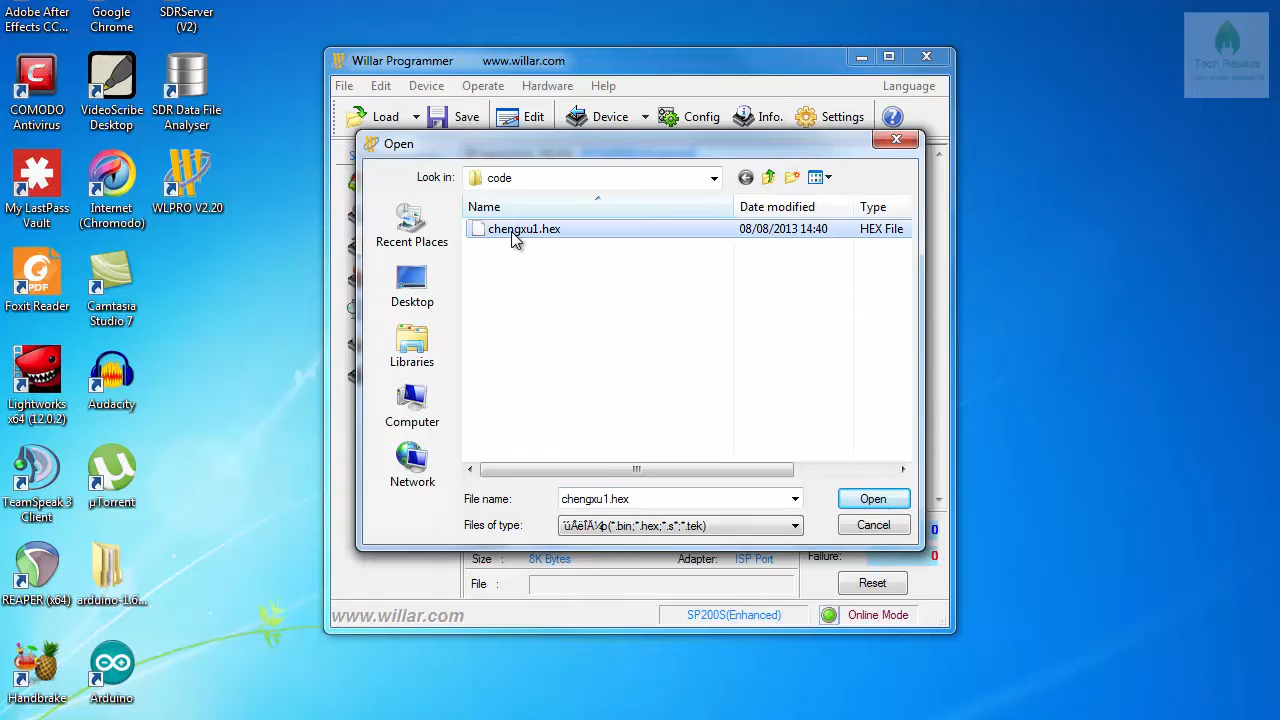 Adobe After
Effects CC...
Google
Chrome
SDRServer
(V2)
COMODO
Antivirus
VideoScribe
Desktop
SDR Data File
Analyser
My LastPass
Vault
Internet
(Chromodo)
WLPRO V2.20
Foxit Reader
Camtasia
Studio 7
Lightworks
x64 (12.0.2)
Audacity
TeamSpeak 3
Client
µTorrent
REAPER (x64)
arduino-1.6...
Handbrake
Arduino
Willar Programmer www.willar.com
File Edit Device Operate Hardware Help Language
Load Save Edit Device Config Info. Settings
Open
Look in: code
Name Date modified Type
chengxu1.hex 08/08/2013 14:40 HEX File
Recent Places
Desktop
Libraries
Computer
Network
File name: chengxu1.hex Open
Files of type: (*.bin;*.hex;*.s*;*.tek) Cancel
0
Size : 8K Bytes Adapter: ISP Port Failure: 0
File : Reset
www.willar.com SP200S(Enhanced) Online Mode